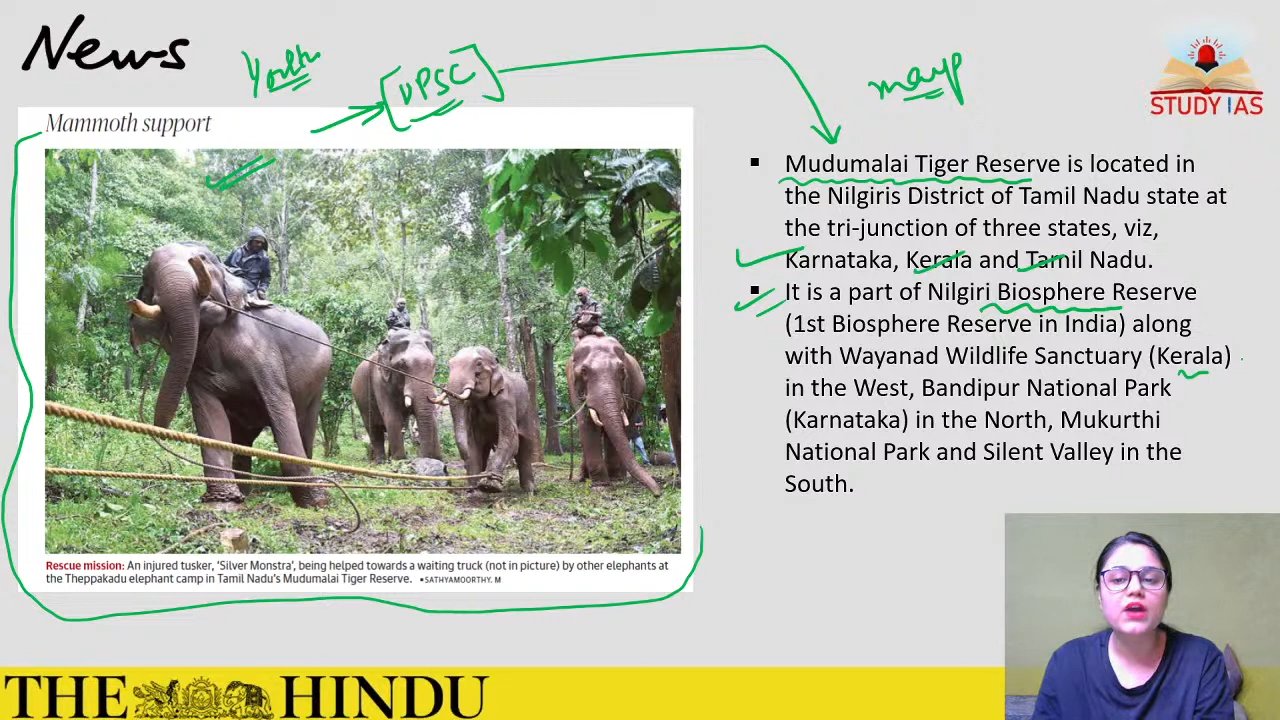 News
Youth
[UPSC]
map
STUDY IAS
Mammoth support
▪ Mudumalai Tiger Reserve is located in
the Nilgiris District of Tamil Nadu state at
the tri-junction of three states, viz,
Karnataka, Kerala and Tamil Nadu.
▪ It is a part of Nilgiri Biosphere Reserve
(1st Biosphere Reserve in India) along
with Wayanad Wildlife Sanctuary (Kerala)
in the West, Bandipur National Park
(Karnataka) in the North, Mukurthi
National Park and Silent Valley in the
South.
Rescue mission: An injured tusker, ‘Silver Monstra’, being helped towards a waiting truck (not in picture) by other elephants at
the Theppakadu elephant camp in Tamil Nadu's Mudumalai Tiger Reserve. ▪SATHYAMOORTHY. M
THE HINDU